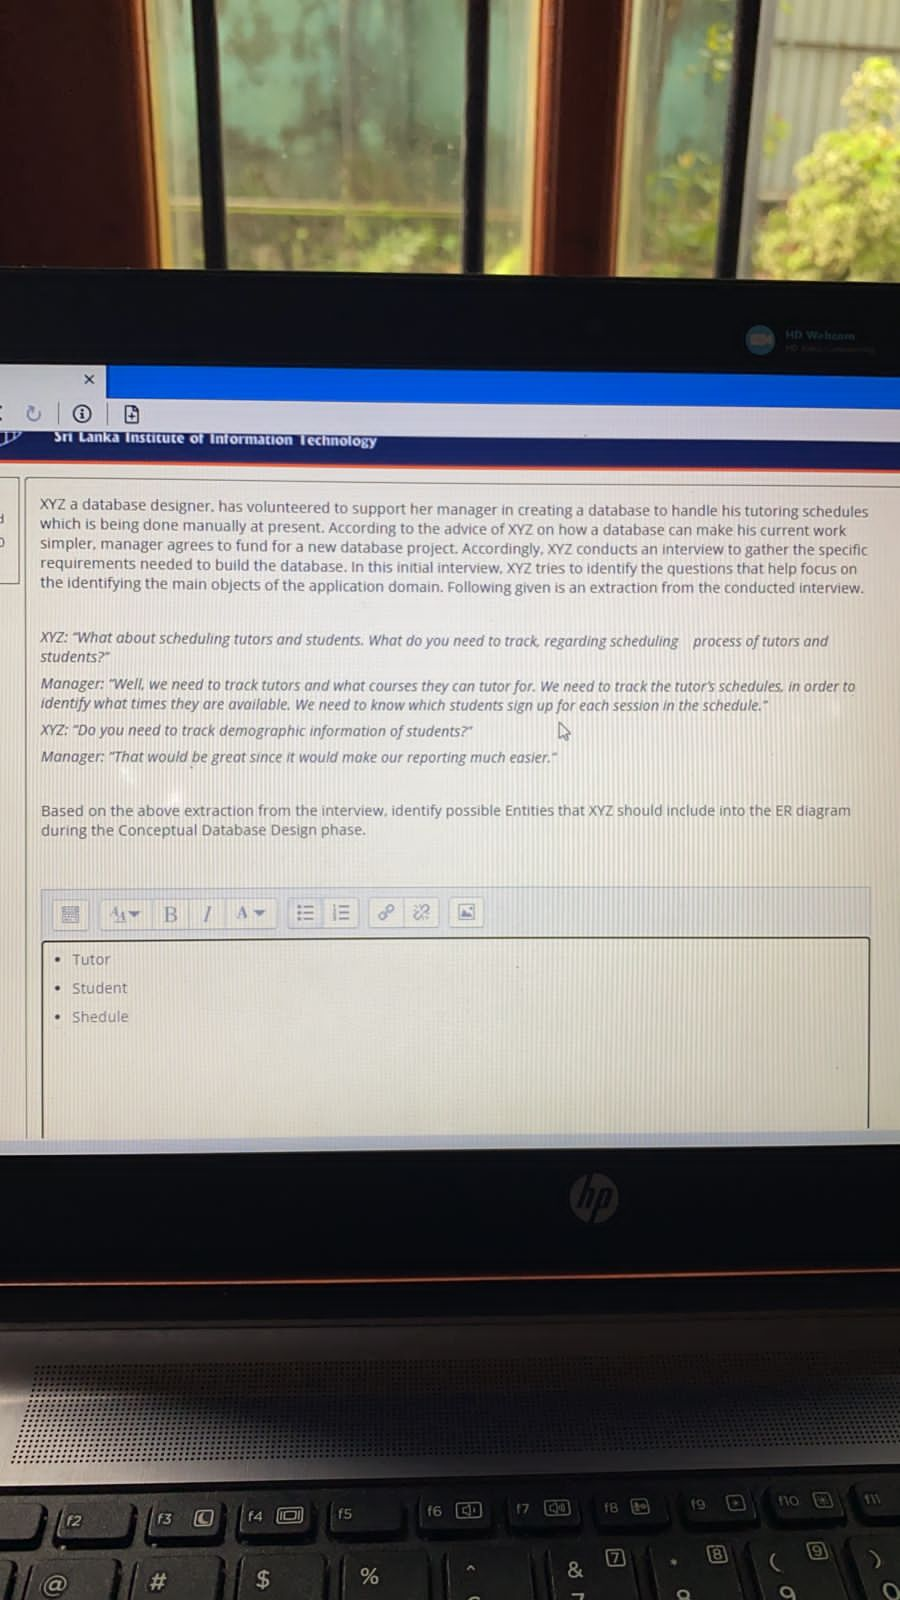 HD Webcam
Sri Lanka Institute of Information Technology
XYZ a database designer, has volunteered to support her manager in creating a database to handle his tutoring schedules
which is being done manually at present. According to the advice of XYZ on how a database can make his current work
simpler, manager agrees to fund for a new database project. Accordingly, XYZ conducts an interview to gather the specific
requirements needed to build the database. In this initial interview, XYZ tries to identify the questions that help focus on
the identifying the main objects of the application domain. Following given is an extraction from the conducted interview.
XYZ: "What about scheduling tutors and students. What do you need to track, regarding scheduling process of tutors and
students?"
Manager: "Well, we need to track tutors and what courses they can tutor for. We need to track the tutor's schedules, in order to
identify what times they are available. We need to know which students sign up for each session in the schedule."
XYZ: "Do you need to track demographic information of students?"
Manager: "That would be great since it would make our reporting much easier."
Based on the above extraction from the interview, identify possible Entities that XYZ should include into the ER diagram
during the Conceptual Database Design phase.
B I A
• Tutor
• Student
• Shedule
hp
f2 f3 f4 f5 f6 f7 f8 f9 f10 f11
@ # $ % ^ & 7 * 8 ( 9 )
7 8 9 0